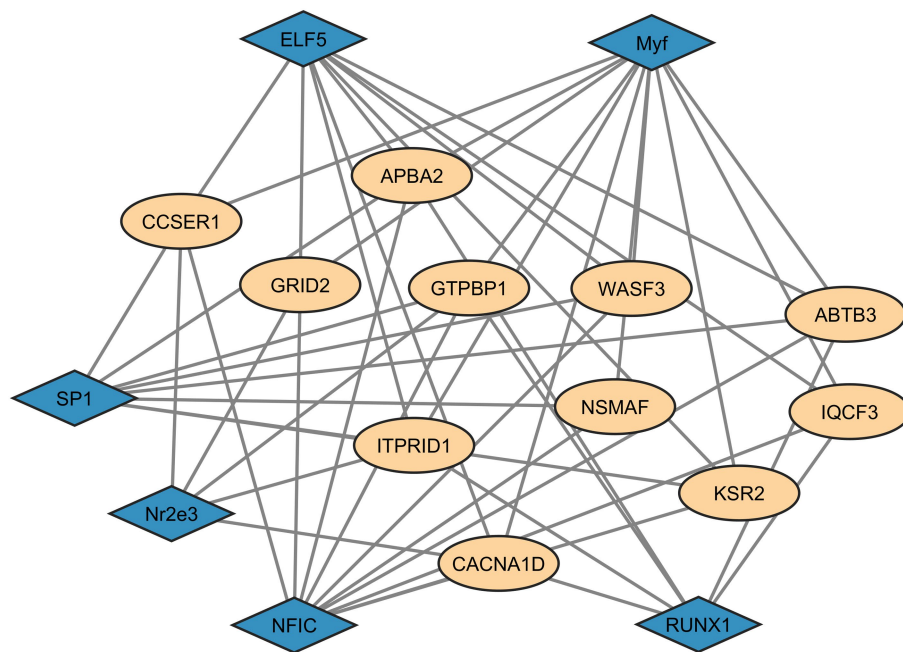 ELF5
Myf
APBA2
CCSER1
GRID2
GTPBP1
WASF3
ABTB3
SP1
NSMAF
IQCF3
ITPRID1
KSR2
Nr2e3
CACNA1D
NFIC
RUNX1